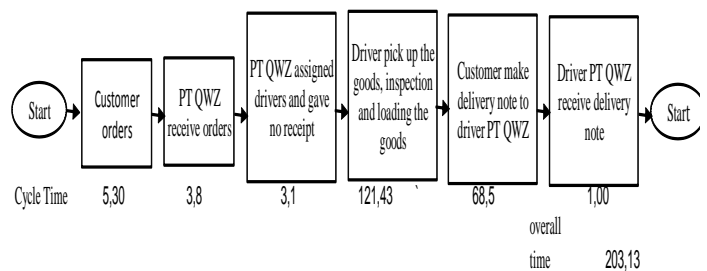 Start
Customer
orders
PT QWZ
receive orders
PT QWZ assigned
drivers and gave
no receipt
Driver pick up the
goods, inspection
and loading the
goods
Customer make
delivery note to
driver PT QWZ
Driver PT QWZ
receive delivery
note
Start
Cycle Time 5,30 3,8 3,1 121,43 ` 68,5 1,00
overall
time 203,13